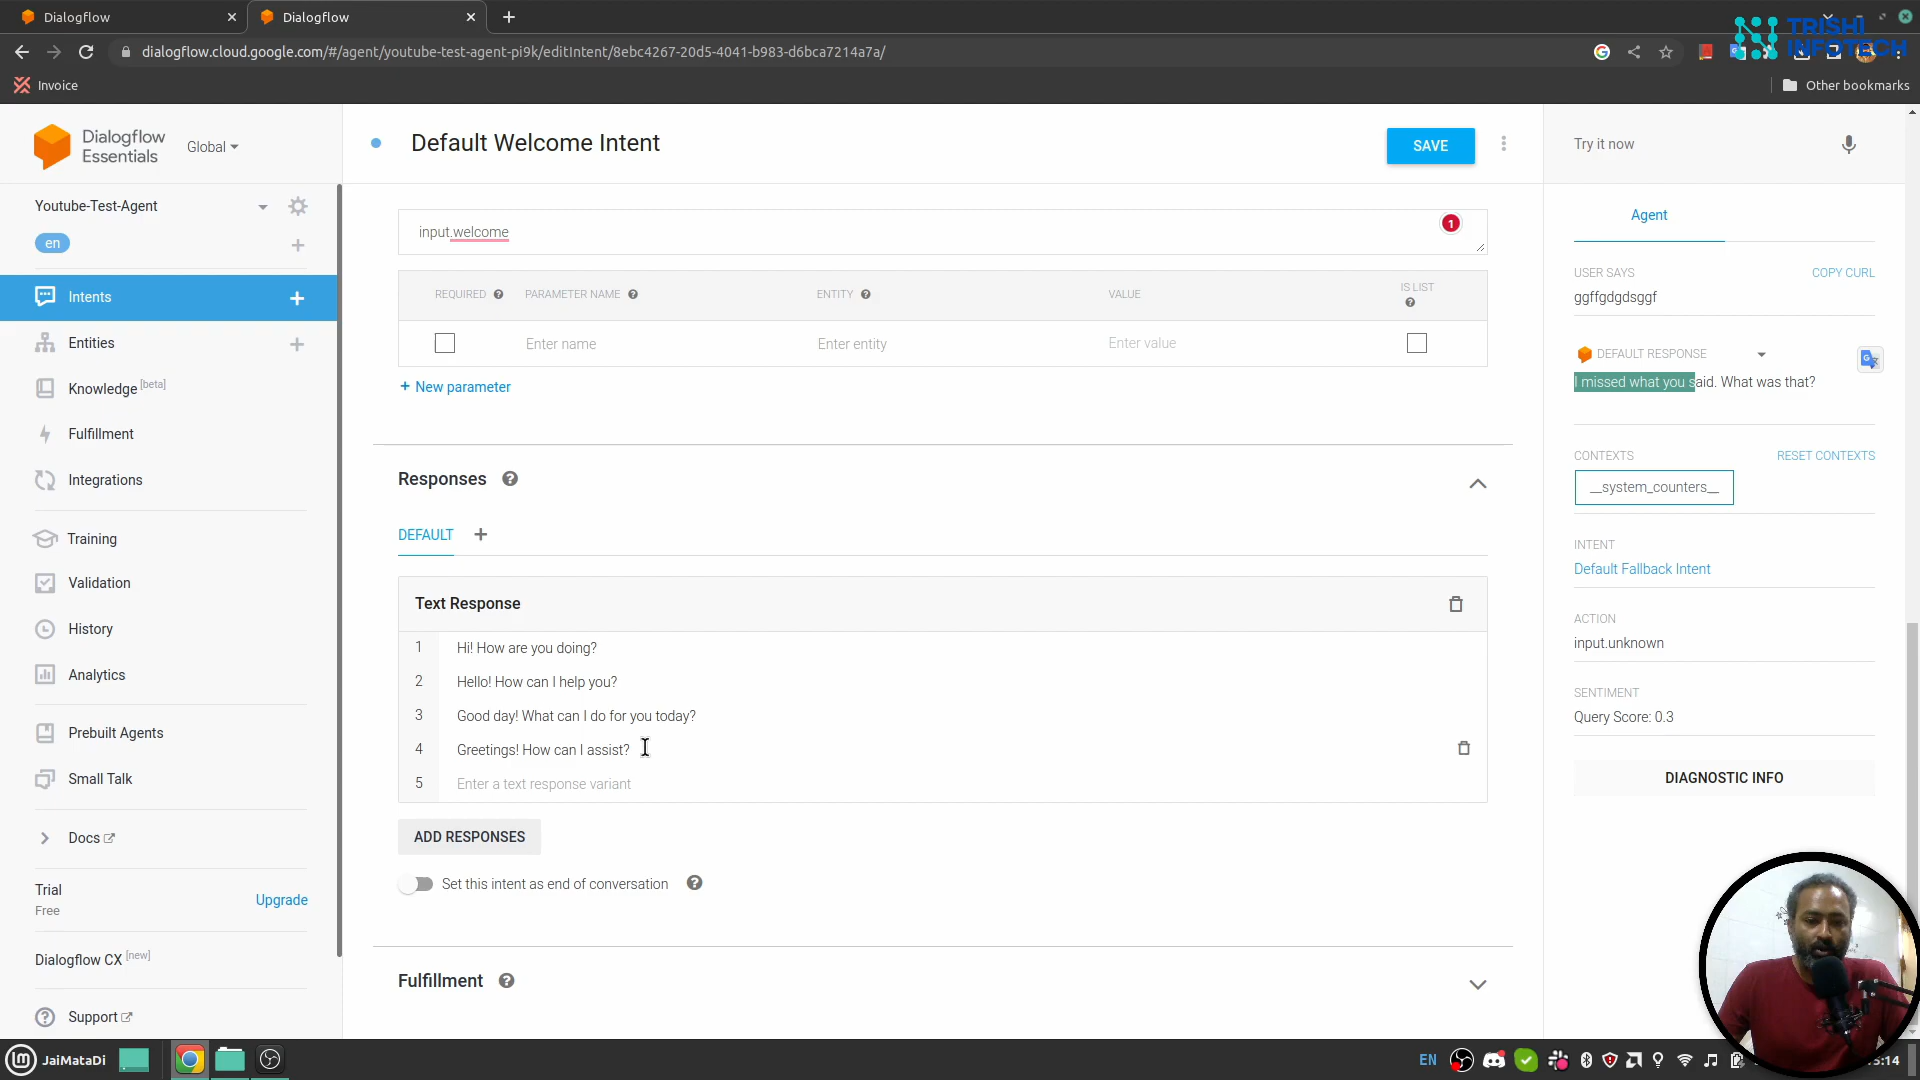 Dialogflow
Dialogflow
TRISHI
INFOTECH
dialogflow.cloud.google.com/#/agent/youtube-test-agent-pi9k/editIntent/8ebc4267-20d5-4041-b983-d6bca7214a7a/
Invoice
Other bookmarks
Dialogflow
Essentials
Global
Default Welcome Intent
SAVE
Try it now
Youtube-Test-Agent
en
Intents
Entities
Knowledge [beta]
Fulfillment
Integrations
Training
Validation
History
Analytics
Prebuilt Agents
Small Talk
Docs
Trial
Free
Upgrade
Dialogflow CX [new]
Support
input.welcome
1
REQUIRED PARAMETER NAME ENTITY VALUE IS LIST
Enter name Enter entity Enter value
+ New parameter
Responses
DEFAULT
Text Response
1 Hi! How are you doing?
2 Hello! How can I help you?
3 Good day! What can I do for you today?
4 Greetings! How can I assist?
5 Enter a text response variant
ADD RESPONSES
Set this intent as end of conversation
Fulfillment
Agent
USER SAYS COPY CURL
ggffgdgdsggf
DEFAULT RESPONSE
I missed what you said. What was that?
CONTEXTS RESET CONTEXTS
__system_counters__
INTENT
Default Fallback Intent
ACTION
input.unknown
SENTIMENT
Query Score: 0.3
DIAGNOSTIC INFO
JaiMataDi
EN
:14